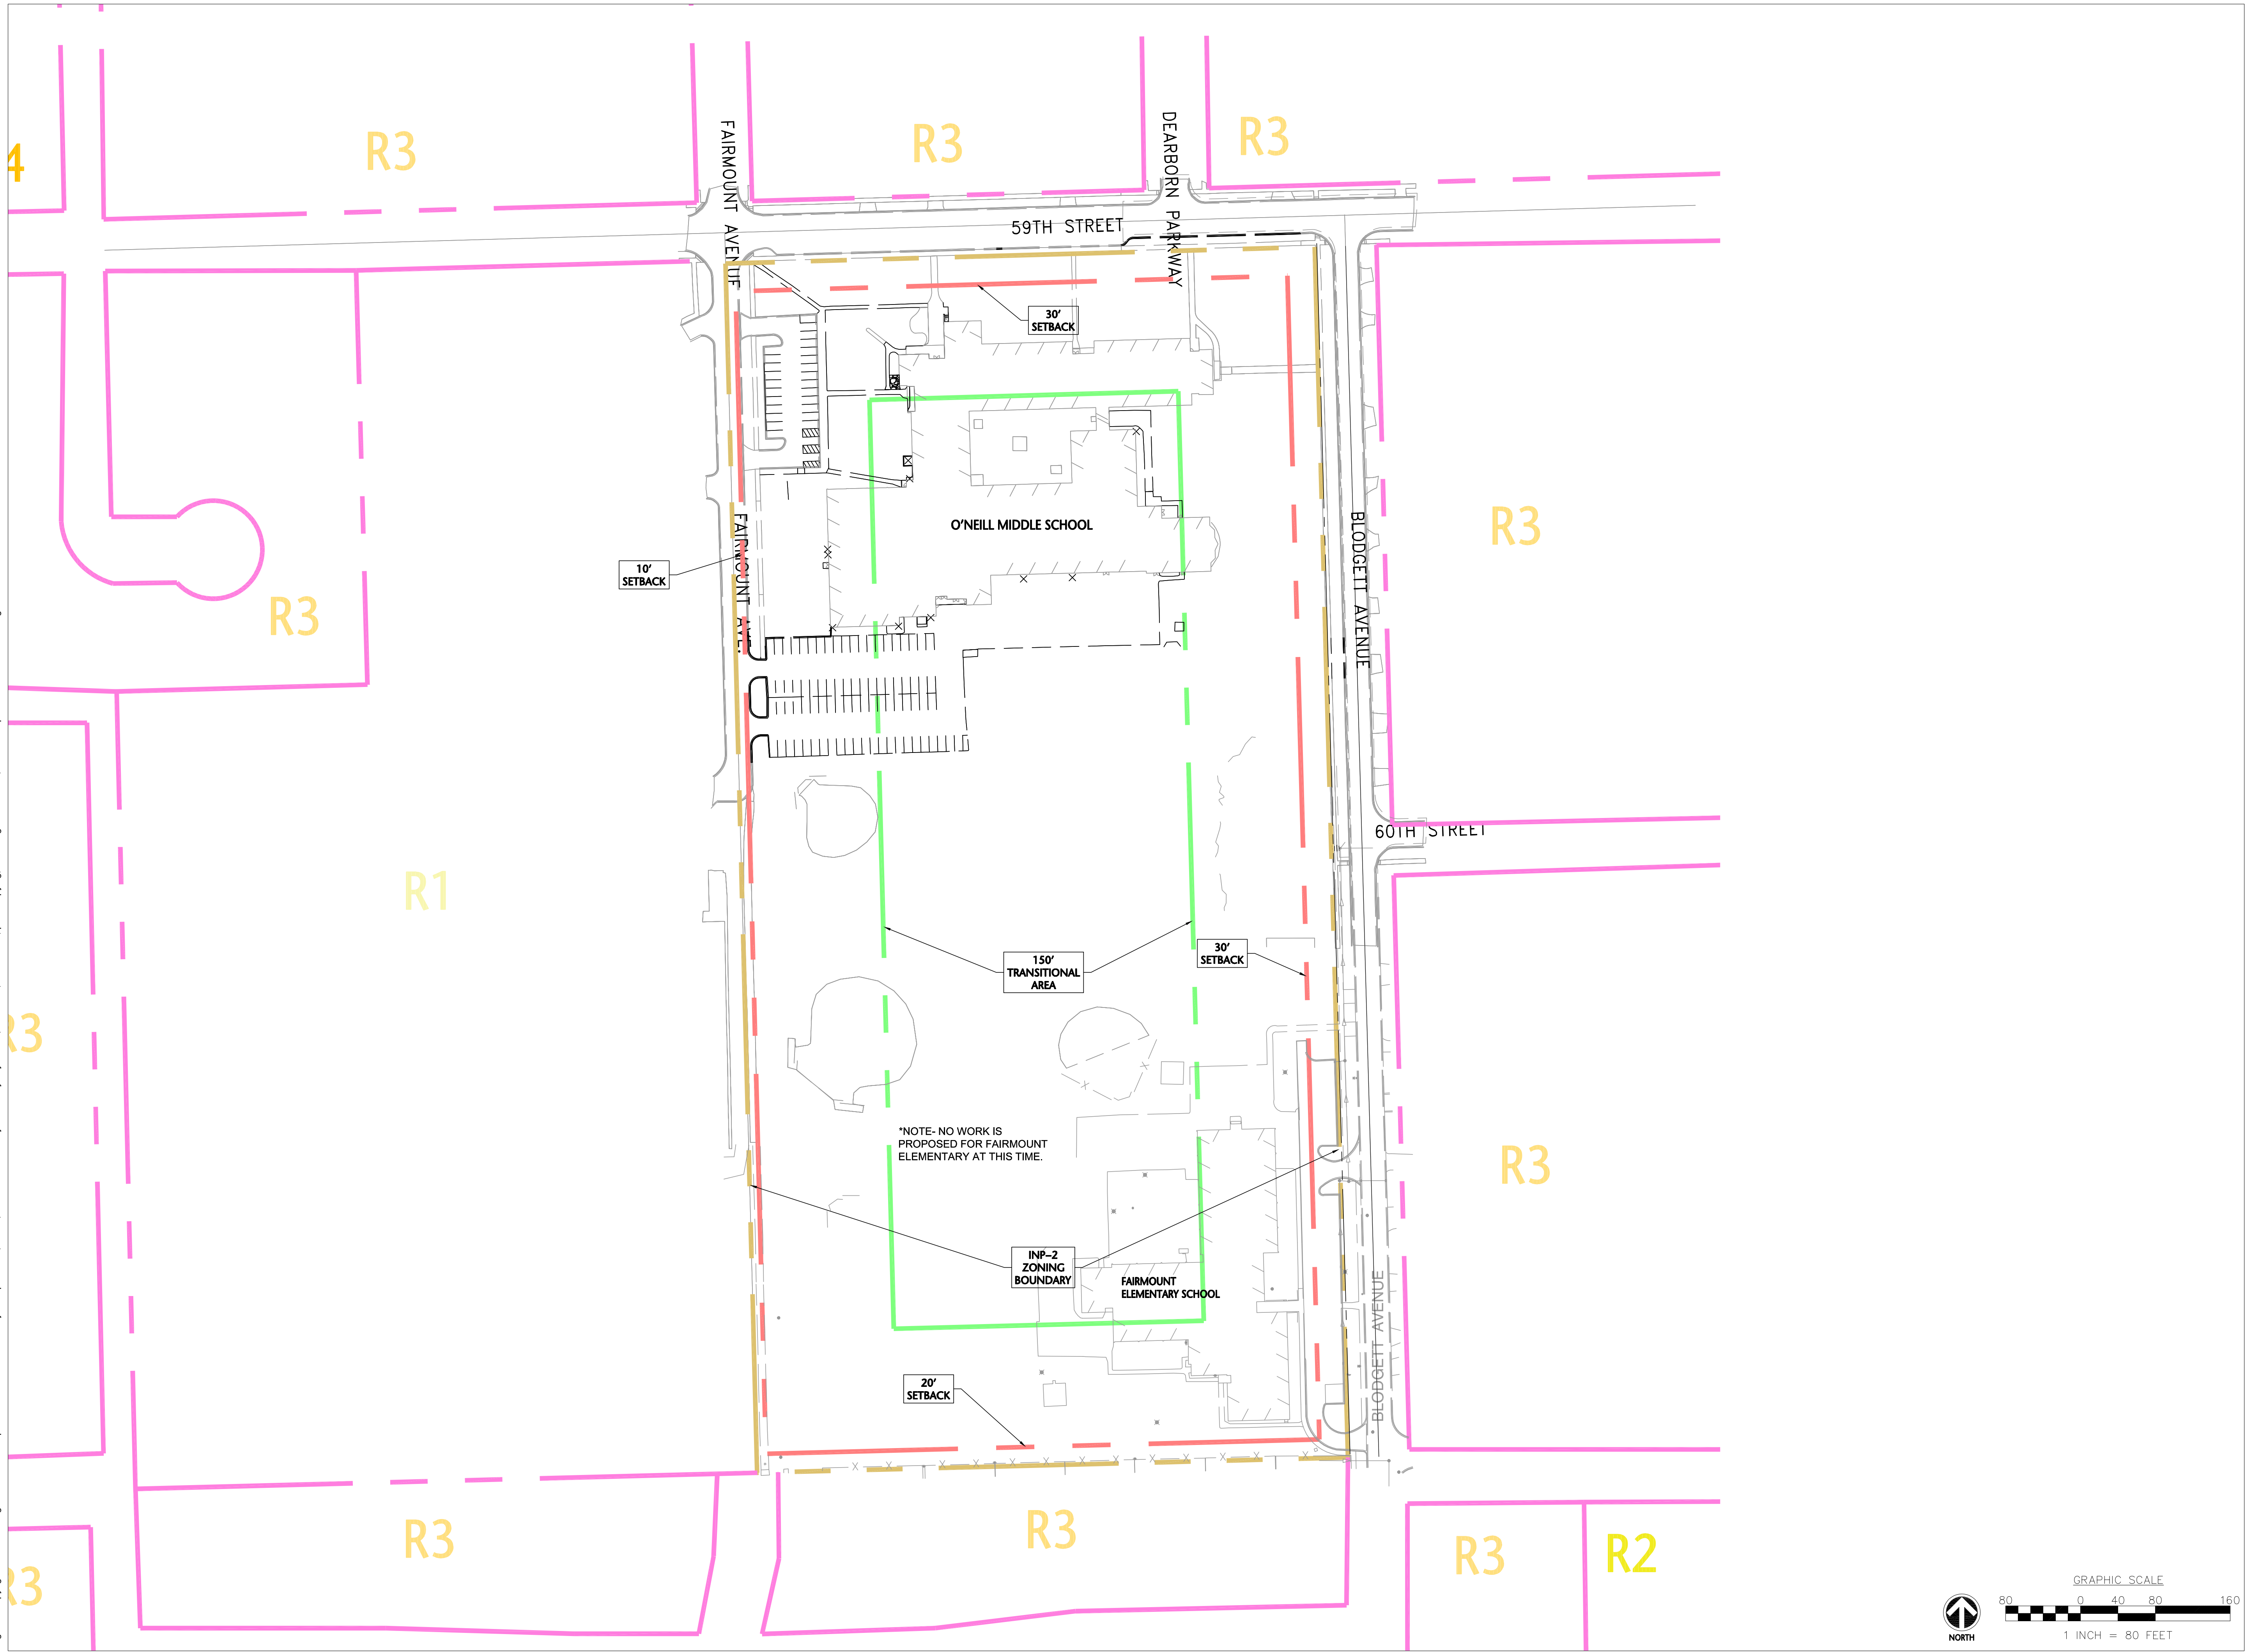 R3
R3
R3
4
FAIRMOUNT AVENUE
DEARBORN PARKWAY
59TH STREET
30'
SETBACK
R3
O'NEILL MIDDLE SCHOOL
FAIRMOUNT AVE.
BLODGETT AVENUE
10'
SETBACK
R3
60TH STREET
R1
150'
TRANSITIONAL
AREA
30'
SETBACK
R3
*NOTE- NO WORK IS
PROPOSED FOR FAIRMOUNT
ELEMENTARY AT THIS TIME.
R3
INP-2
ZONING
BOUNDARY
FAIRMOUNT
ELEMENTARY SCHOOL
BLODGETT AVENUE
20'
SETBACK
R3
R3
R3
R2
R3
GRAPHIC SCALE
80 0 40 80 160
1 INCH = 80 FEET
NORTH